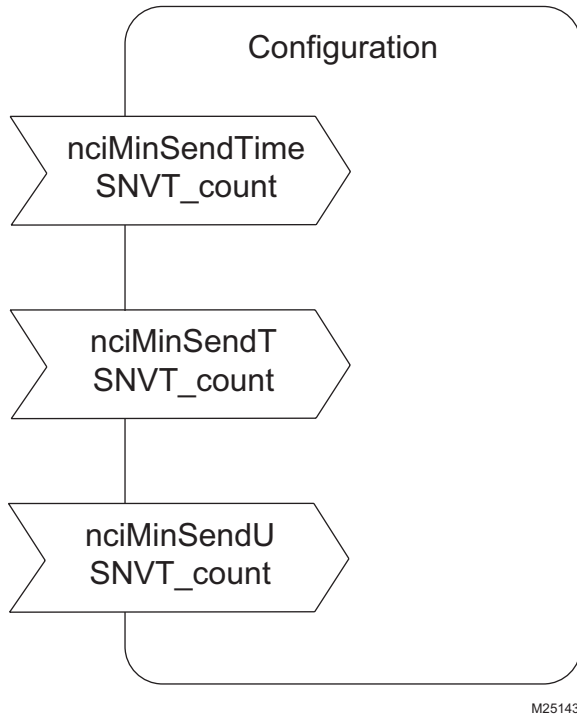 Configuration
nciMinSendTime
SNVT_count
nciMinSendT
SNVT_count
nciMinSendU
SNVT_count
M25143